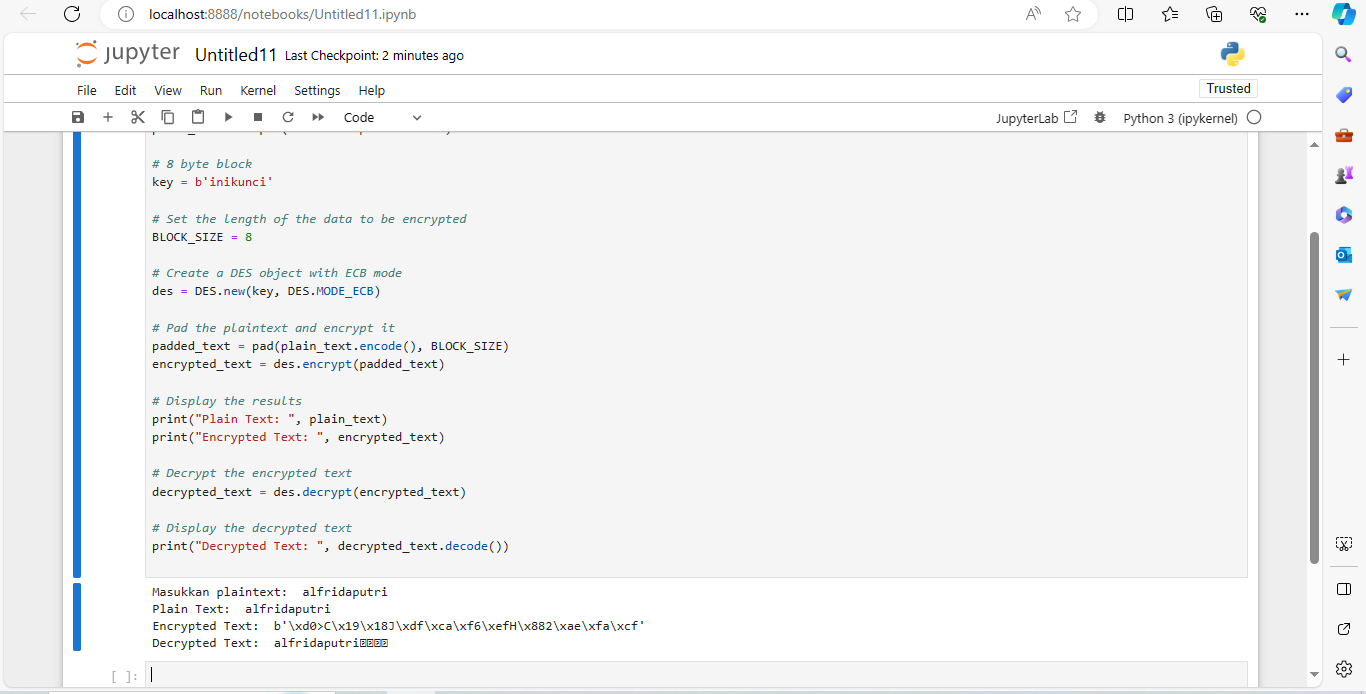 localhost:8888/notebooks/Untitled11.ipynb
jupyter Untitled11 Last Checkpoint: 2 minutes ago
File Edit View Run Kernel Settings Help
Trusted
Code
JupyterLab
Python 3 (ipykernel)
# 8 byte block
key = b'inikunci'
# Set the length of the data to be encrypted
BLOCK_SIZE = 8
# Create a DES object with ECB mode
des = DES.new(key, DES.MODE_ECB)
# Pad the plaintext and encrypt it
padded_text = pad(plain_text.encode(), BLOCK_SIZE)
encrypted_text = des.encrypt(padded_text)
# Display the results
print("Plain Text: ", plain_text)
print("Encrypted Text: ", encrypted_text)
# Decrypt the encrypted text
decrypted_text = des.decrypt(encrypted_text)
# Display the decrypted text
print("Decrypted Text: ", decrypted_text.decode())
Masukkan plaintext:  alfridaputri
Plain Text:  alfridaputri
Encrypted Text:  b'\xd0>C\x19\x18J\xdf\xca\xf6\xefH\x882\xae\xfa\xcf'
Decrypted Text:  alfridaputri
[ ]: